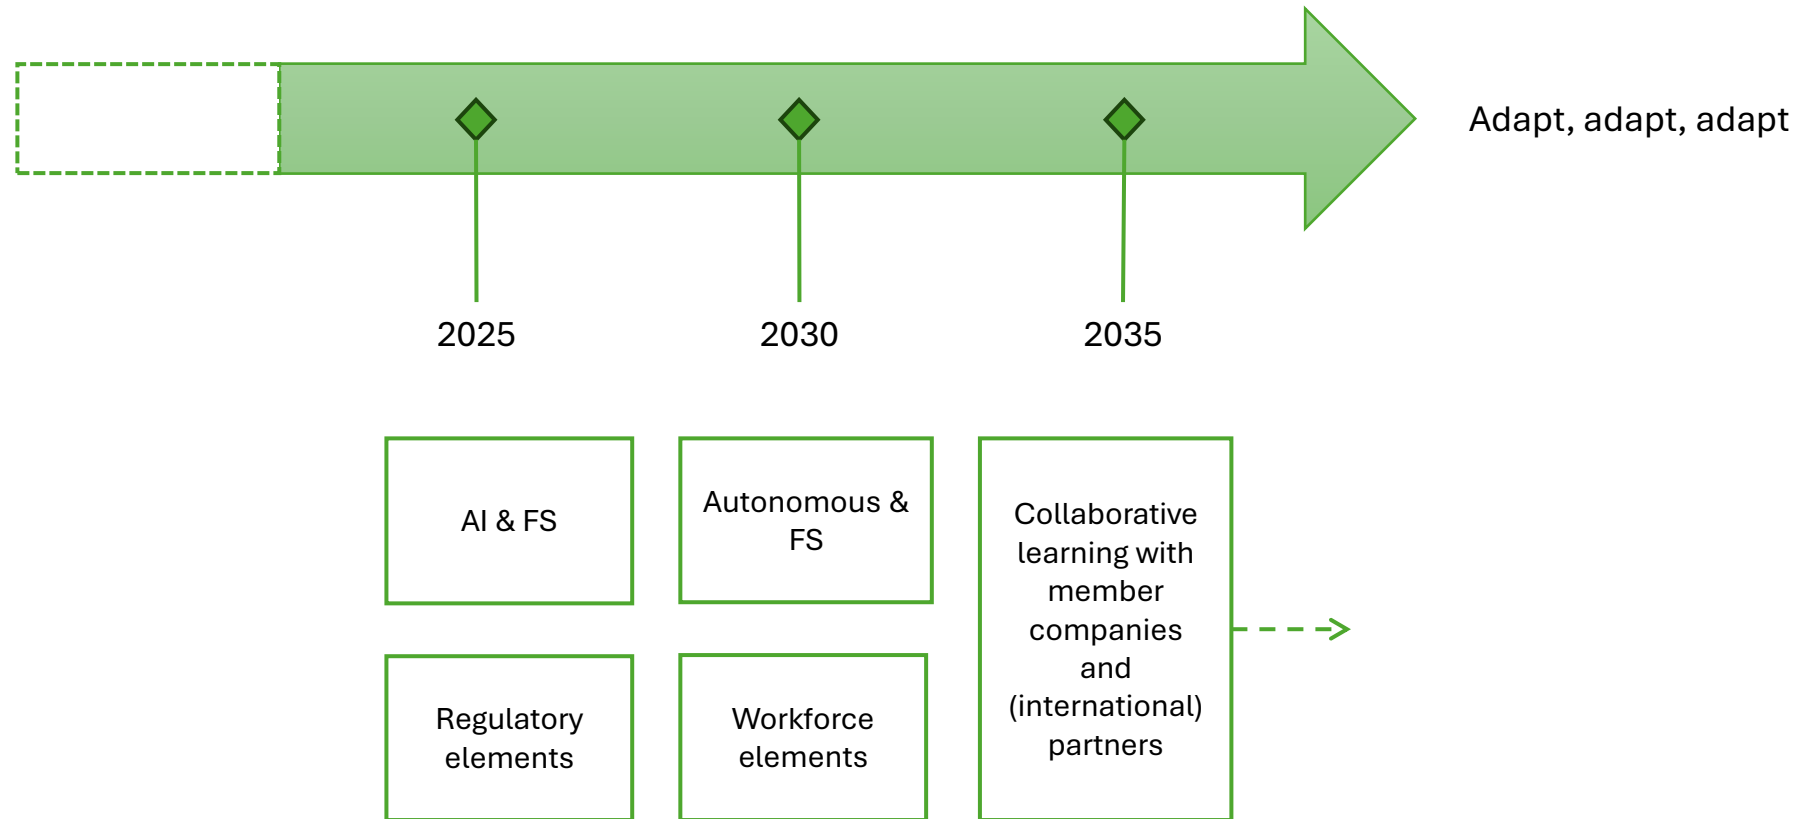 Adapt, adapt, adapt
2025
2030
2035
AI & FS
Autonomous &
FS
Collaborative
learning with
member
companies
and
(international)
partners
Regulatory
elements
Workforce
elements